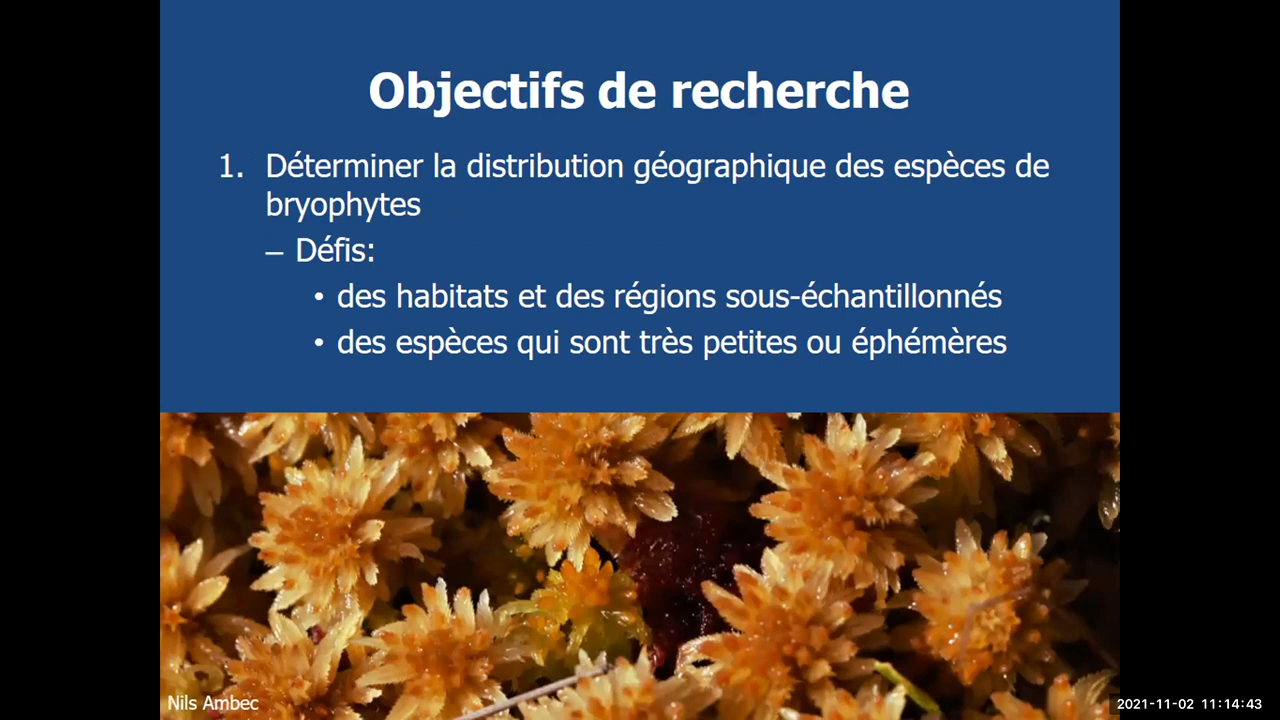 Objectifs de recherche
1. Déterminer la distribution géographique des espèces de
bryophytes
– Défis:
• des habitats et des régions sous-échantillonnés
• des espèces qui sont très petites ou éphémères
Nils Ambec
2021-11-02 11:14:43